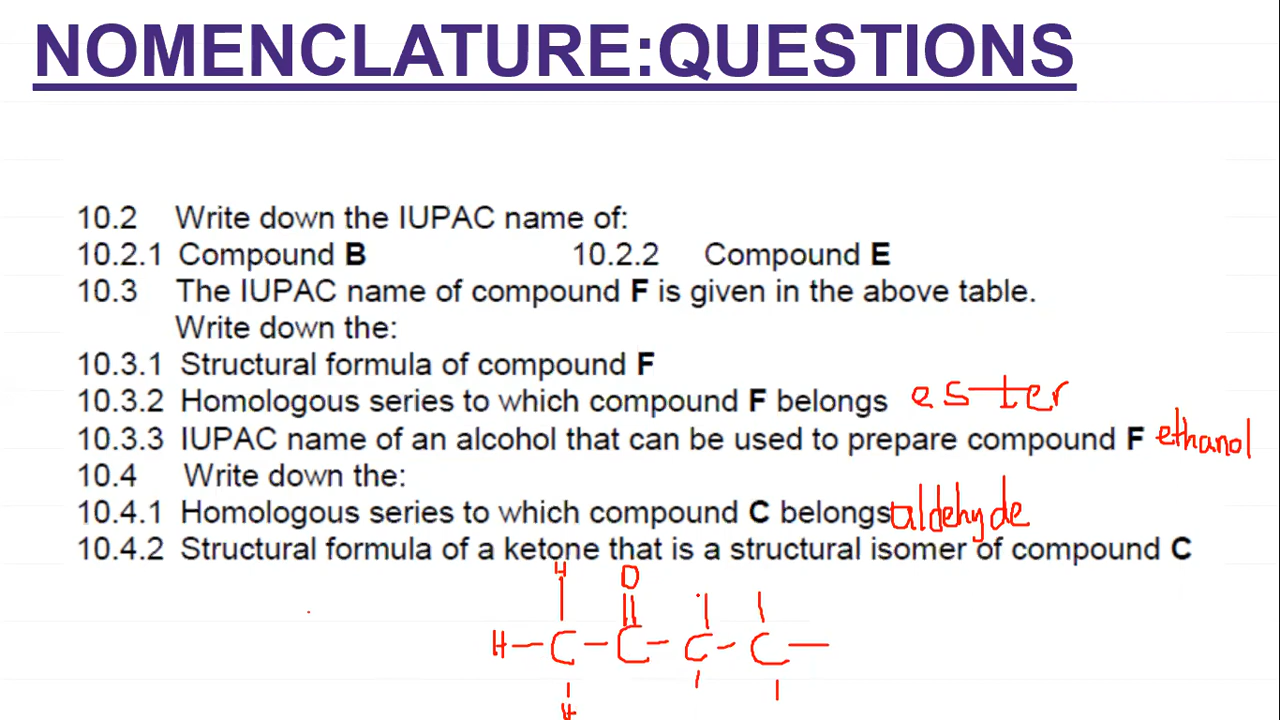 NOMENCLATURE:QUESTIONS
10.2 Write down the IUPAC name of:
10.2.1 Compound B 10.2.2 Compound E
10.3 The IUPAC name of compound F is given in the above table.
Write down the:
10.3.1 Structural formula of compound F
10.3.2 Homologous series to which compound F belongs ester
10.3.3 IUPAC name of an alcohol that can be used to prepare compound F ethanol
10.4 Write down the:
10.4.1 Homologous series to which compound C belongs aldehyde
10.4.2 Structural formula of a ketone that is a structural isomer of compound C
H O
H C C C C
H